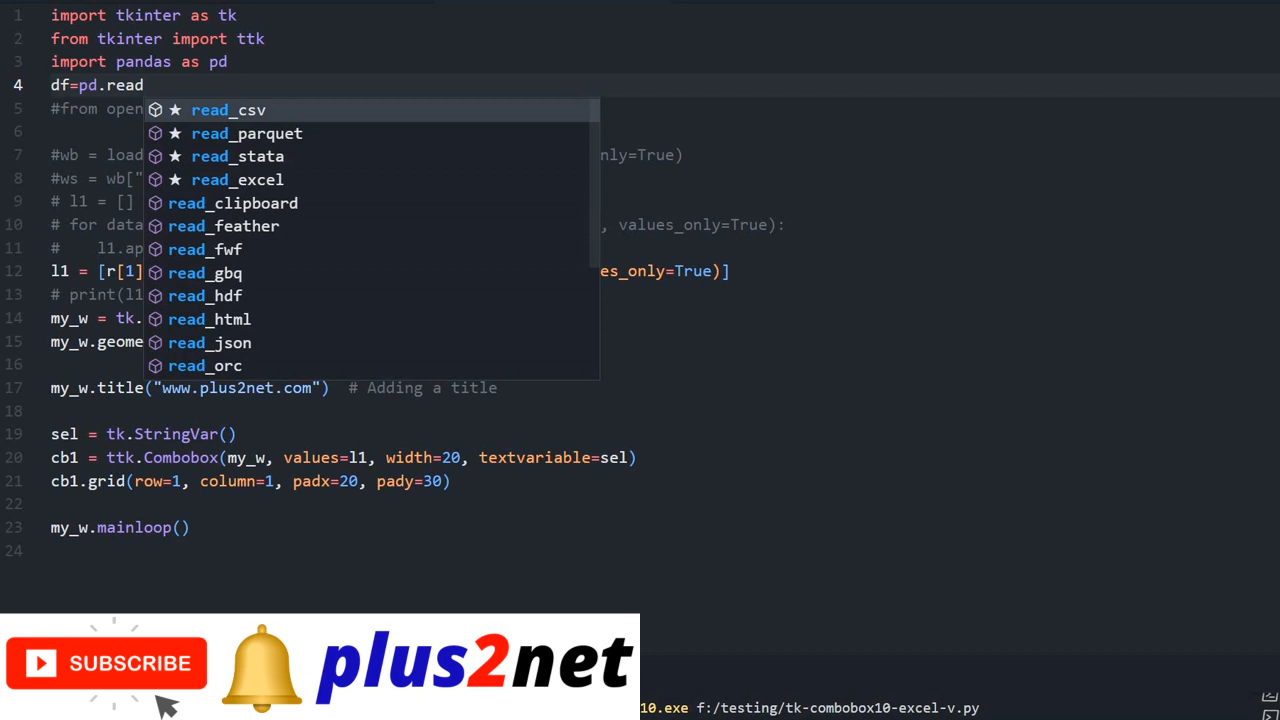 1 import tkinter as tk
2 from tkinter import ttk
3 import pandas as pd
4 df=pd.read
read_csv
5 #from open
read_parquet
6
read_stata
7 #wb = load nly=True)
read_excel
8 #ws = wb["
read_clipboard
9 # l1 = []
read_feather
10 # for data , values_only=True):
read_fwf
11 # l1.ap
read_gbq
12 l1 = [r[1] es_only=True)]
read_hdf
13 # print(l1
read_html
14 my_w = tk.
read_json
15 my_w.geome
read_orc
16
17 my_w.title("www.plus2net.com") # Adding a title
18
19 sel = tk.StringVar()
20 cb1 = ttk.Combobox(my_w, values=l1, width=20, textvariable=sel)
21 cb1.grid(row=1, column=1, padx=20, pady=30)
22
23 my_w.mainloop()
24
SUBSCRIBE
plus2net
10.exe f:/testing/tk-combobox10-excel-v.py